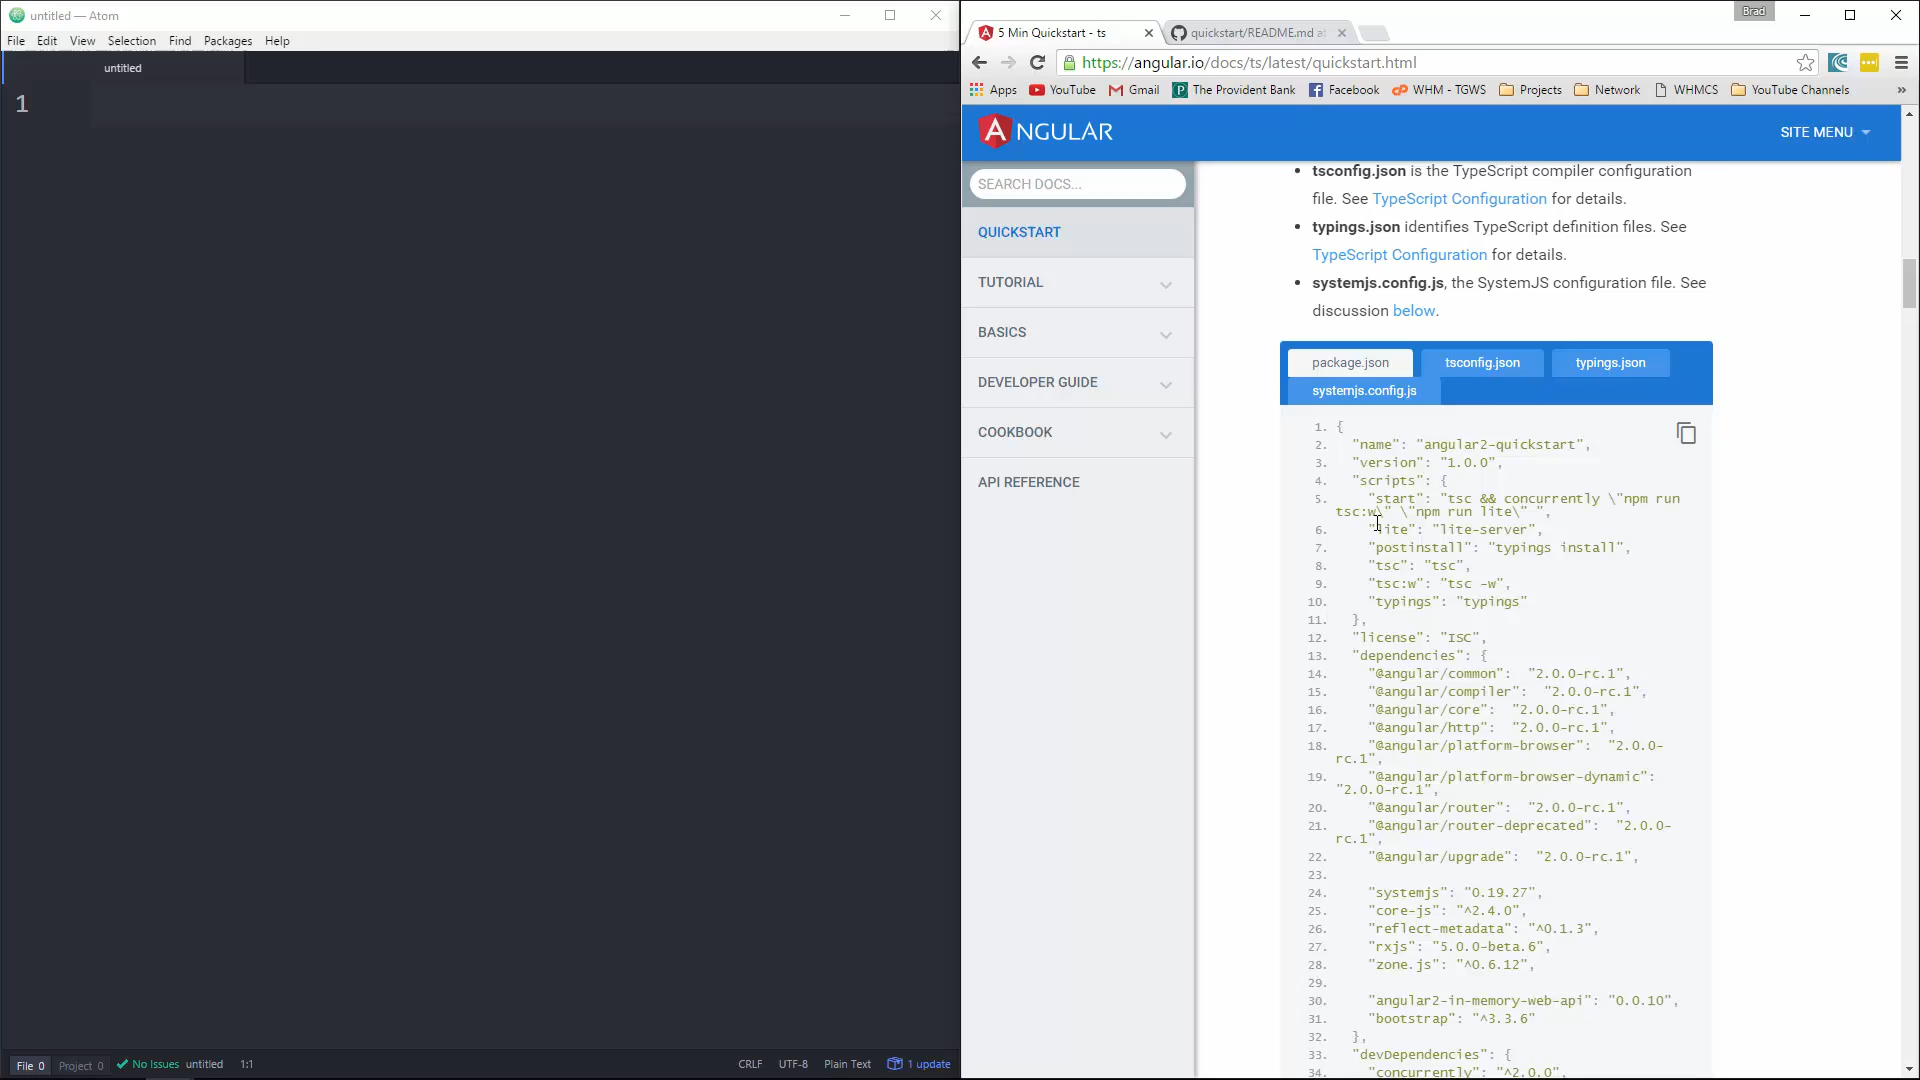 untitled — Atom
File Edit View Selection Find Packages Help
untitled
1
File 0 Project 0 No Issues untitled 1:1 CRLF UTF-8 Plain Text 1 update
Brad
5 Min Quickstart - ts quickstart/README.md at
https://angular.io/docs/ts/latest/quickstart.html
Apps YouTube Gmail The Provident Bank Facebook WHM - TGWS Projects Network WHMCS YouTube Channels »
ANGULAR SITE MENU
SEARCH DOCS...
QUICKSTART
TUTORIAL
BASICS
DEVELOPER GUIDE
COOKBOOK
API REFERENCE
• tsconfig.json is the TypeScript compiler configuration
file. See TypeScript Configuration for details.
• typings.json identifies TypeScript definition files. See
TypeScript Configuration for details.
• systemjs.config.js, the SystemJS configuration file. See
discussion below.
package.json tsconfig.json typings.json
systemjs.config.js
1. {
2. "name": "angular2-quickstart",
3. "version": "1.0.0",
4. "scripts": {
5. "start": "tsc && concurrently \"npm run
tsc:w\" \"npm run lite\" ",
6. "lite": "lite-server",
7. "postinstall": "typings install",
8. "tsc": "tsc",
9. "tsc:w": "tsc -w",
10. "typings": "typings"
11. },
12. "license": "ISC",
13. "dependencies": {
14. "@angular/common": "2.0.0-rc.1",
15. "@angular/compiler": "2.0.0-rc.1",
16. "@angular/core": "2.0.0-rc.1",
17. "@angular/http": "2.0.0-rc.1",
18. "@angular/platform-browser": "2.0.0-
rc.1",
19. "@angular/platform-browser-dynamic":
"2.0.0-rc.1",
20. "@angular/router": "2.0.0-rc.1",
21. "@angular/router-deprecated": "2.0.0-
rc.1",
22. "@angular/upgrade": "2.0.0-rc.1",
23.
24. "systemjs": "0.19.27",
25. "core-js": "^2.4.0",
26. "reflect-metadata": "^0.1.3",
27. "rxjs": "5.0.0-beta.6",
28. "zone.js": "^0.6.12",
29.
30. "angular2-in-memory-web-api": "0.0.10",
31. "bootstrap": "^3.3.6"
32. },
33. "devDependencies": {
34. "concurrently": "^2.0.0",